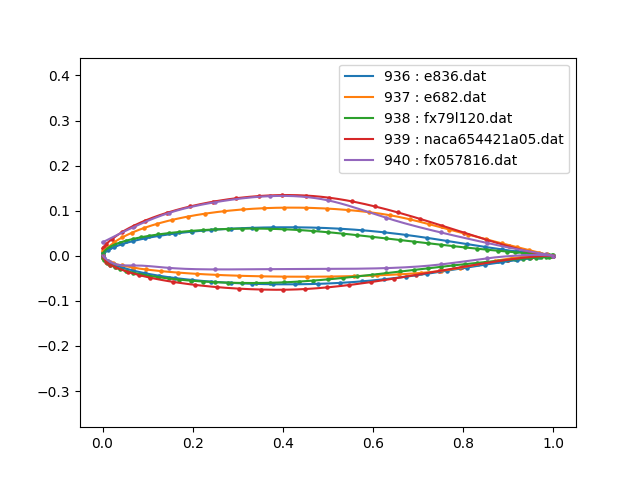 936 : e836.dat
937 : e682.dat
938 : fx79l120.dat
939 : naca654421a05.dat
940 : fx057816.dat
0.4
0.3
0.2
0.1
0.0
−0.1
−0.2
−0.3
0.0 0.2 0.4 0.6 0.8 1.0